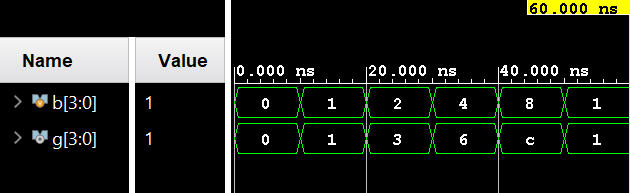 60.000 ns
Name Value
0.000 ns 20.000 ns 40.000 ns
b[3:0] 1 0 1 2 4 8 1
g[3:0] 1 0 1 3 6 c 1